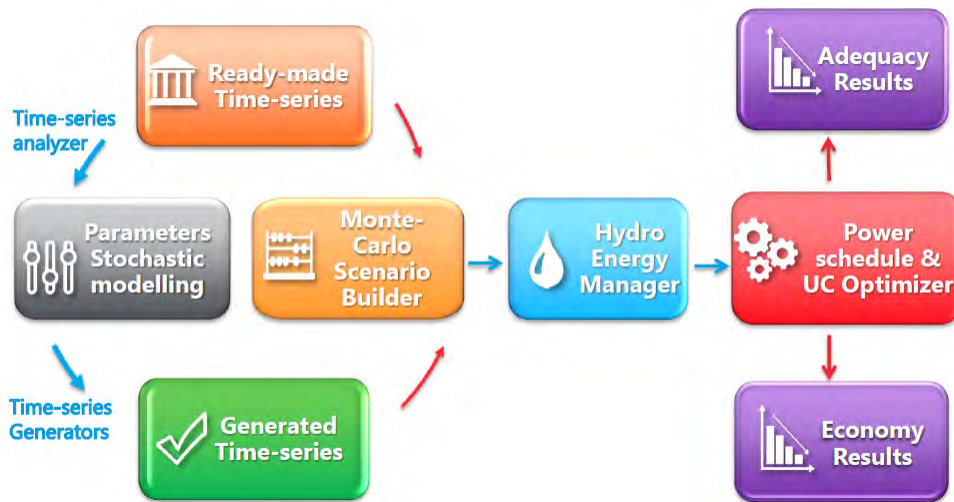 Ready-made
Time-series
Adequacy
Results
Time-series
analyzer
Parameters
Stochastic
modelling
Monte-
Carlo
Scenario
Builder
Hydro
Energy
Manager
Power
schedule &
UC Optimizer
Time-series
Generators
Generated
Time-series
Economy
Results